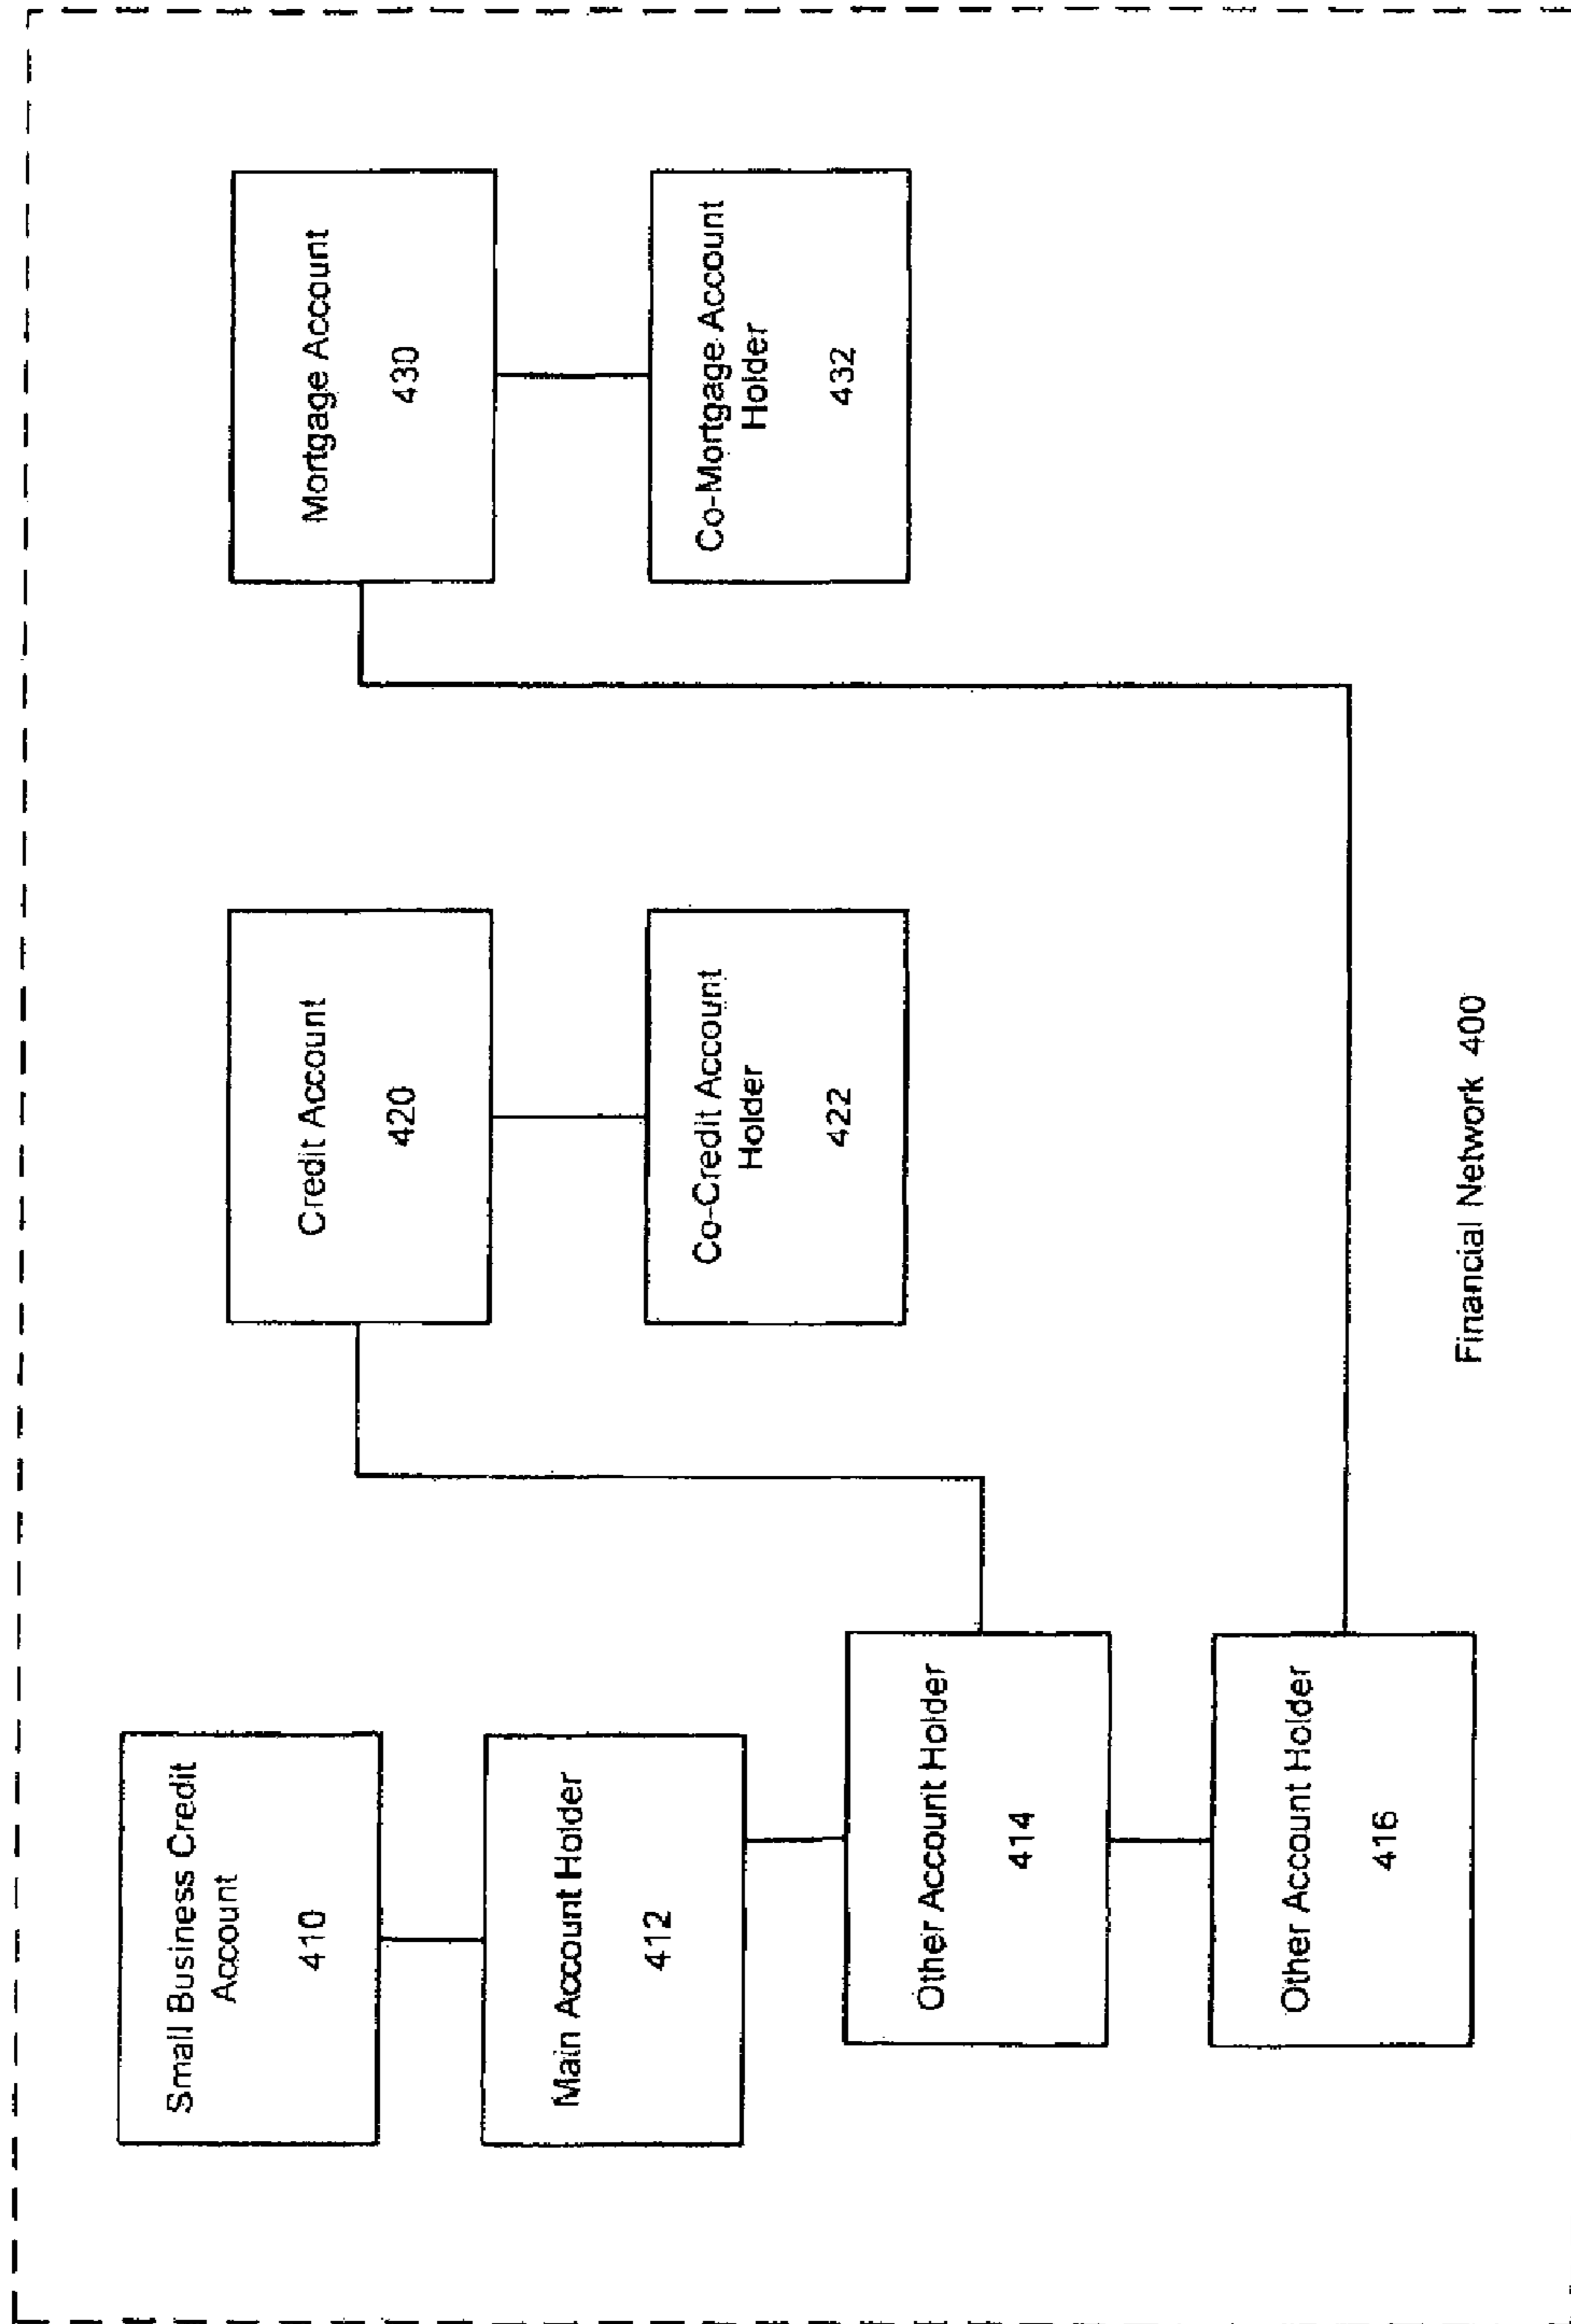 Small Business Credit
Account
410
Main Account Holder
412
Other Account Holder
414
Other Account Holder
416
Credit Account
420
Co-Credit Account
Holder
422
Mortgage Account
430
Co-Mortgage Account
Holder
432
Financial Network 400